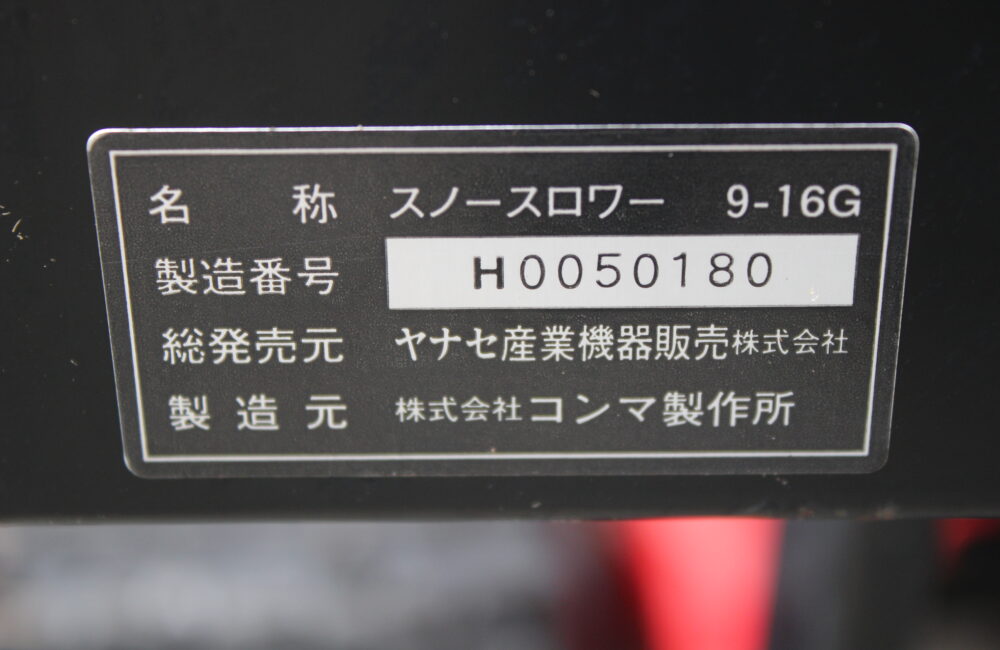 名称 スノースロワー 9-16G
製造番号 H0050180
総発売元 ヤナセ産業機器販売株式会社
製造元 株式会社コンマ製作所